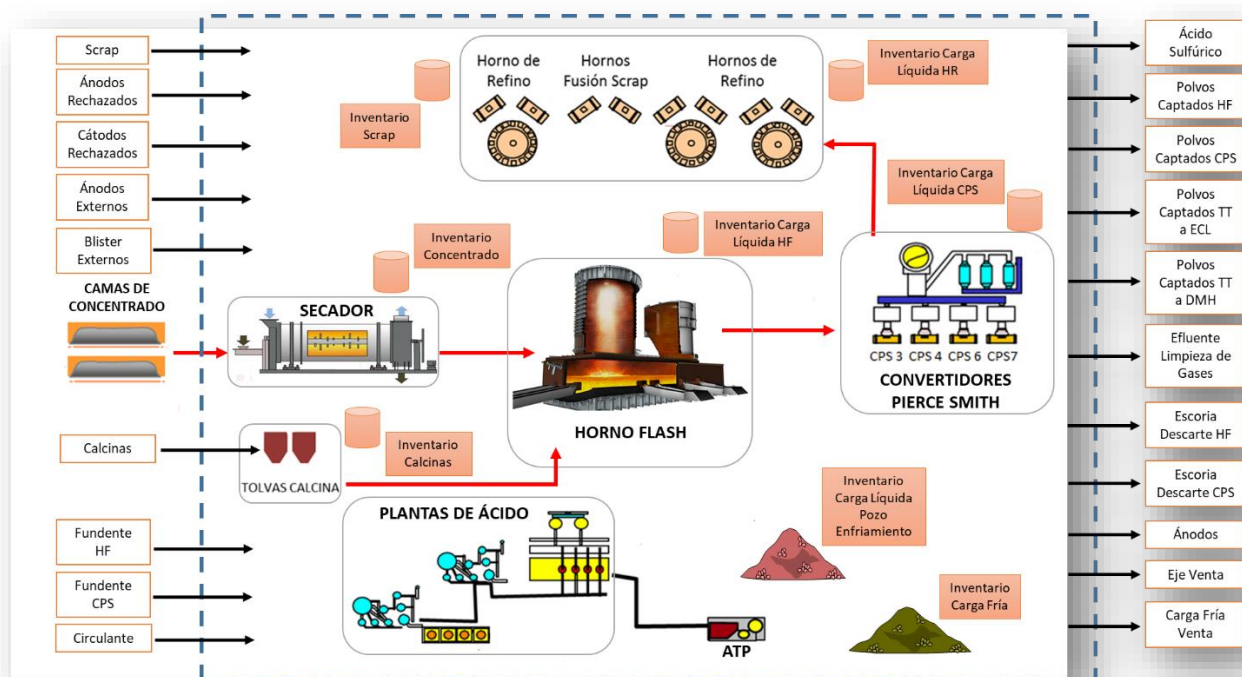 Scrap
Ánodos
Rechazados
Cátodos
Rechazados
Ánodos
Externos
Blister
Externos
CAMAS DE
CONCENTRADO
Calcinas
Fundente
HF
Fundente
CPS
Circulante
Inventario
Scrap
Horno de
Refino
Hornos
Fusión Scrap
Hornos de
Refino
Inventario Carga
Líquida HR
Inventario Carga
Líquida CPS
Inventario
Concentrado
Inventario Carga
Líquida HF
SECADOR
HORNO FLASH
CPS 3
CPS 4
CPS 6
CPS7
CONVERTIDORES
PIERCE SMITH
TOLVAS CALCINA
Inventario
Calcinas
PLANTAS DE ÁCIDO
ATP
Inventario
Carga Líquida
Pozo
Enfriamiento
Inventario
Carga Fría
Ácido
Sulfúrico
Polvos
Captados HF
Polvos
Captados CPS
Polvos
Captados TT
a ECL
Polvos
Captados TT
a DMH
Efluente
Limpieza de
Gases
Escoria
Descarte HF
Escoria
Descarte CPS
Ánodos
Eje Venta
Carga Fría
Venta